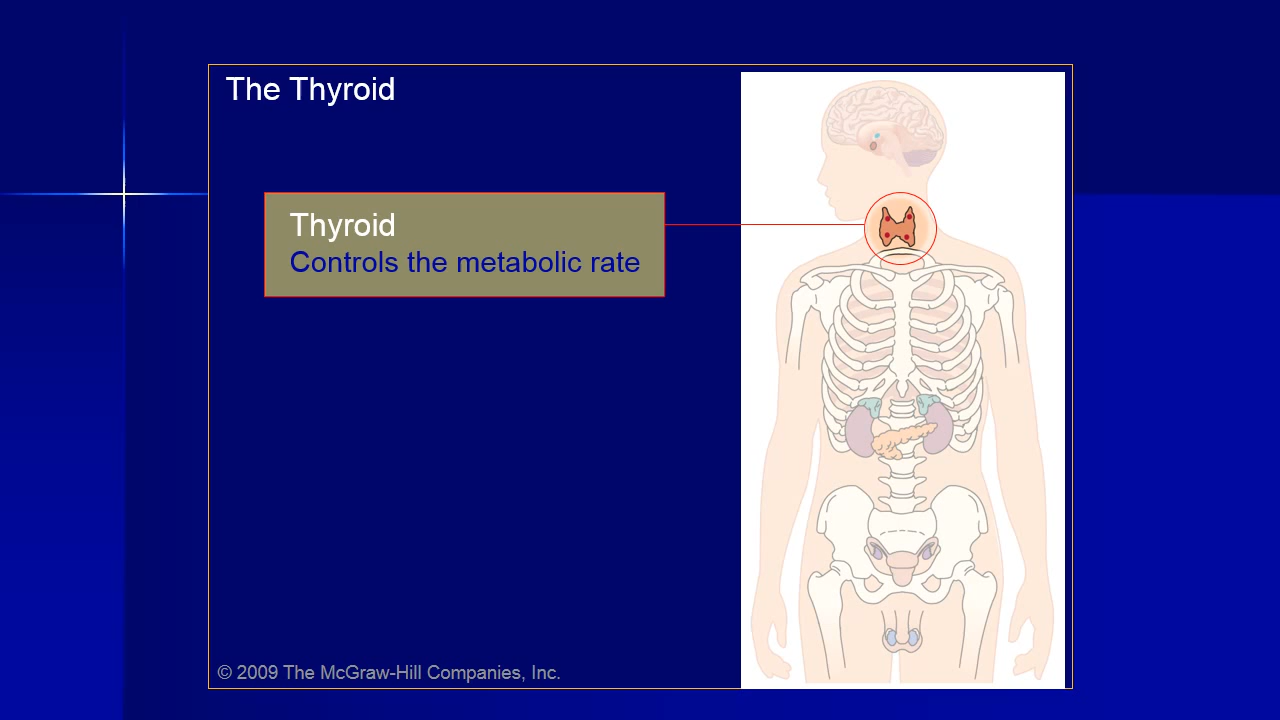 The Thyroid
Thyroid
Controls the metabolic rate
© 2009 The McGraw-Hill Companies, Inc.